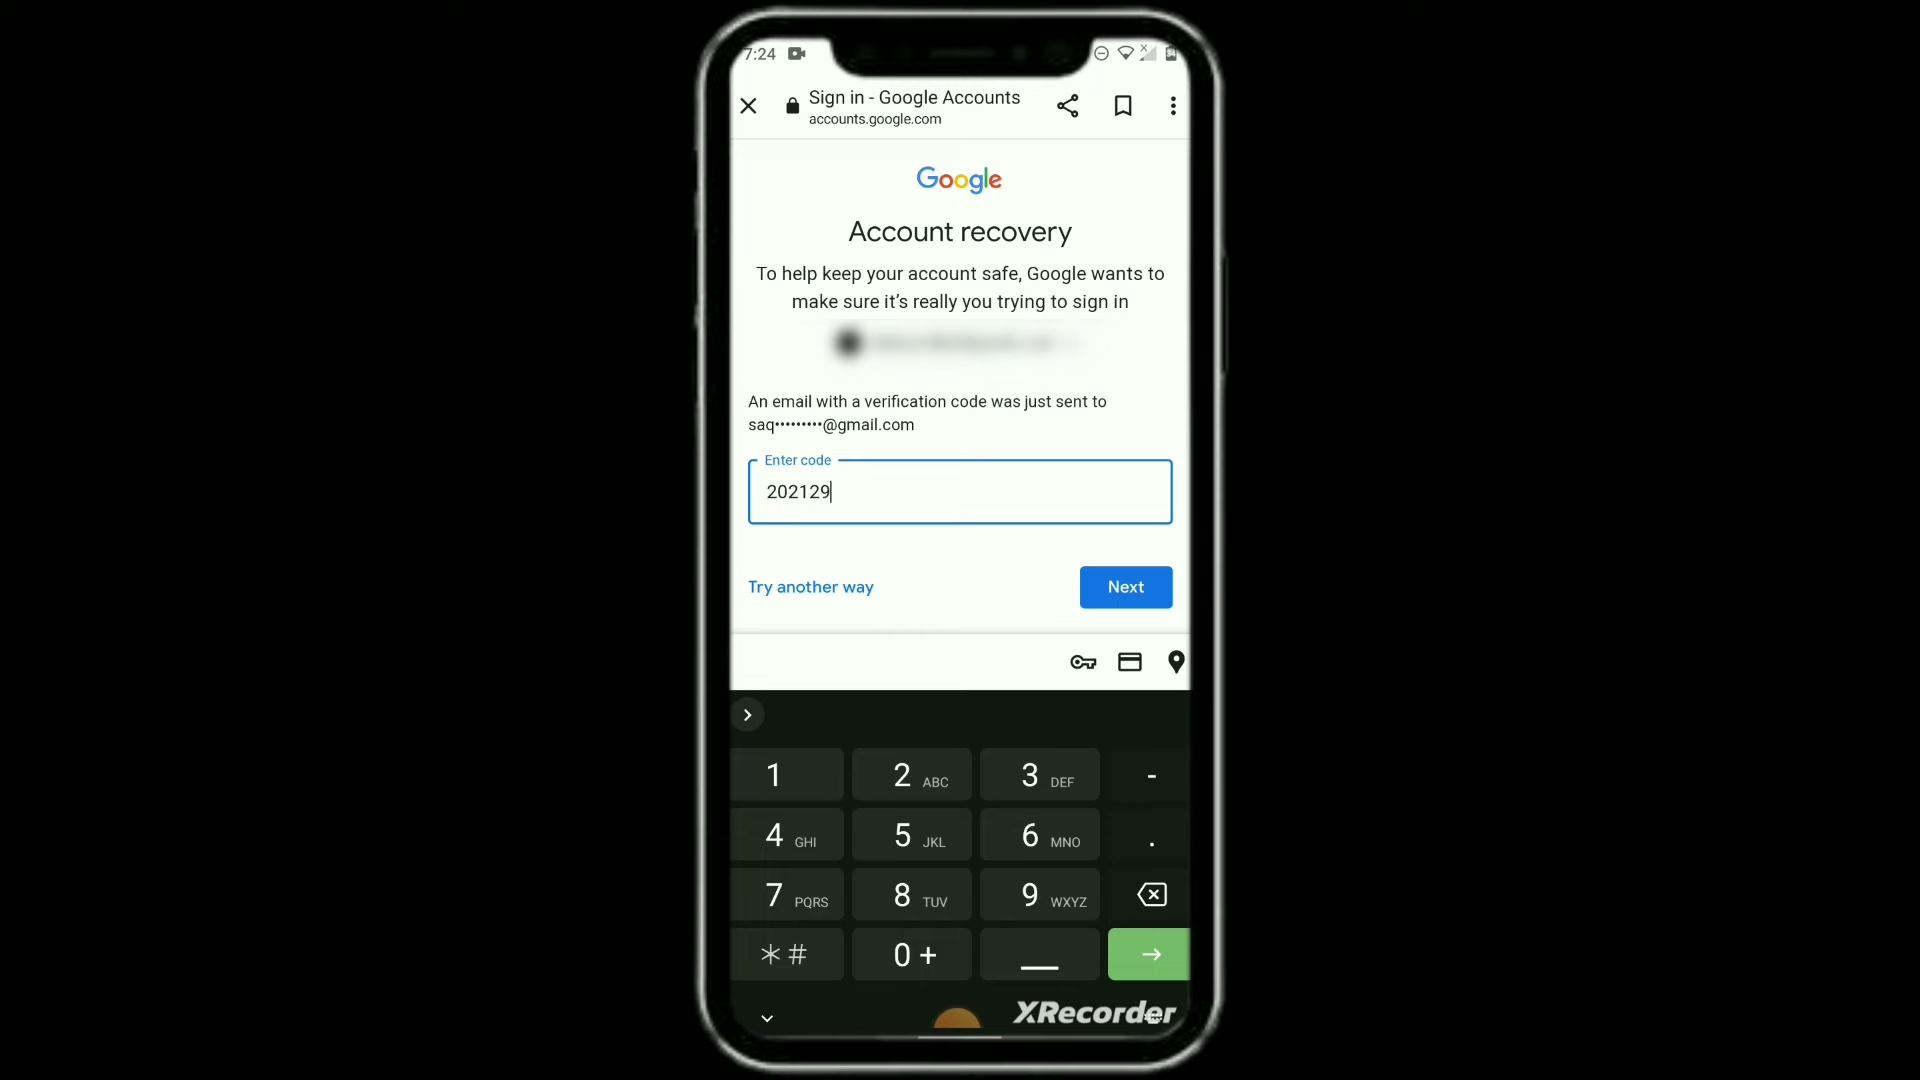 7:24
Sign in - Google Accounts
accounts.google.com
Google
Account recovery
To help keep your account safe, Google wants to
make sure it's really you trying to sign in
An email with a verification code was just sent to
saq•••••••••@gmail.com
Enter code
202129
Try another way
Next
1
2 ABC
3 DEF
-
4 GHI
5 JKL
6 MNO
.
7 PQRS
8 TUV
9 WXYZ
*#
0 +
XRecorder